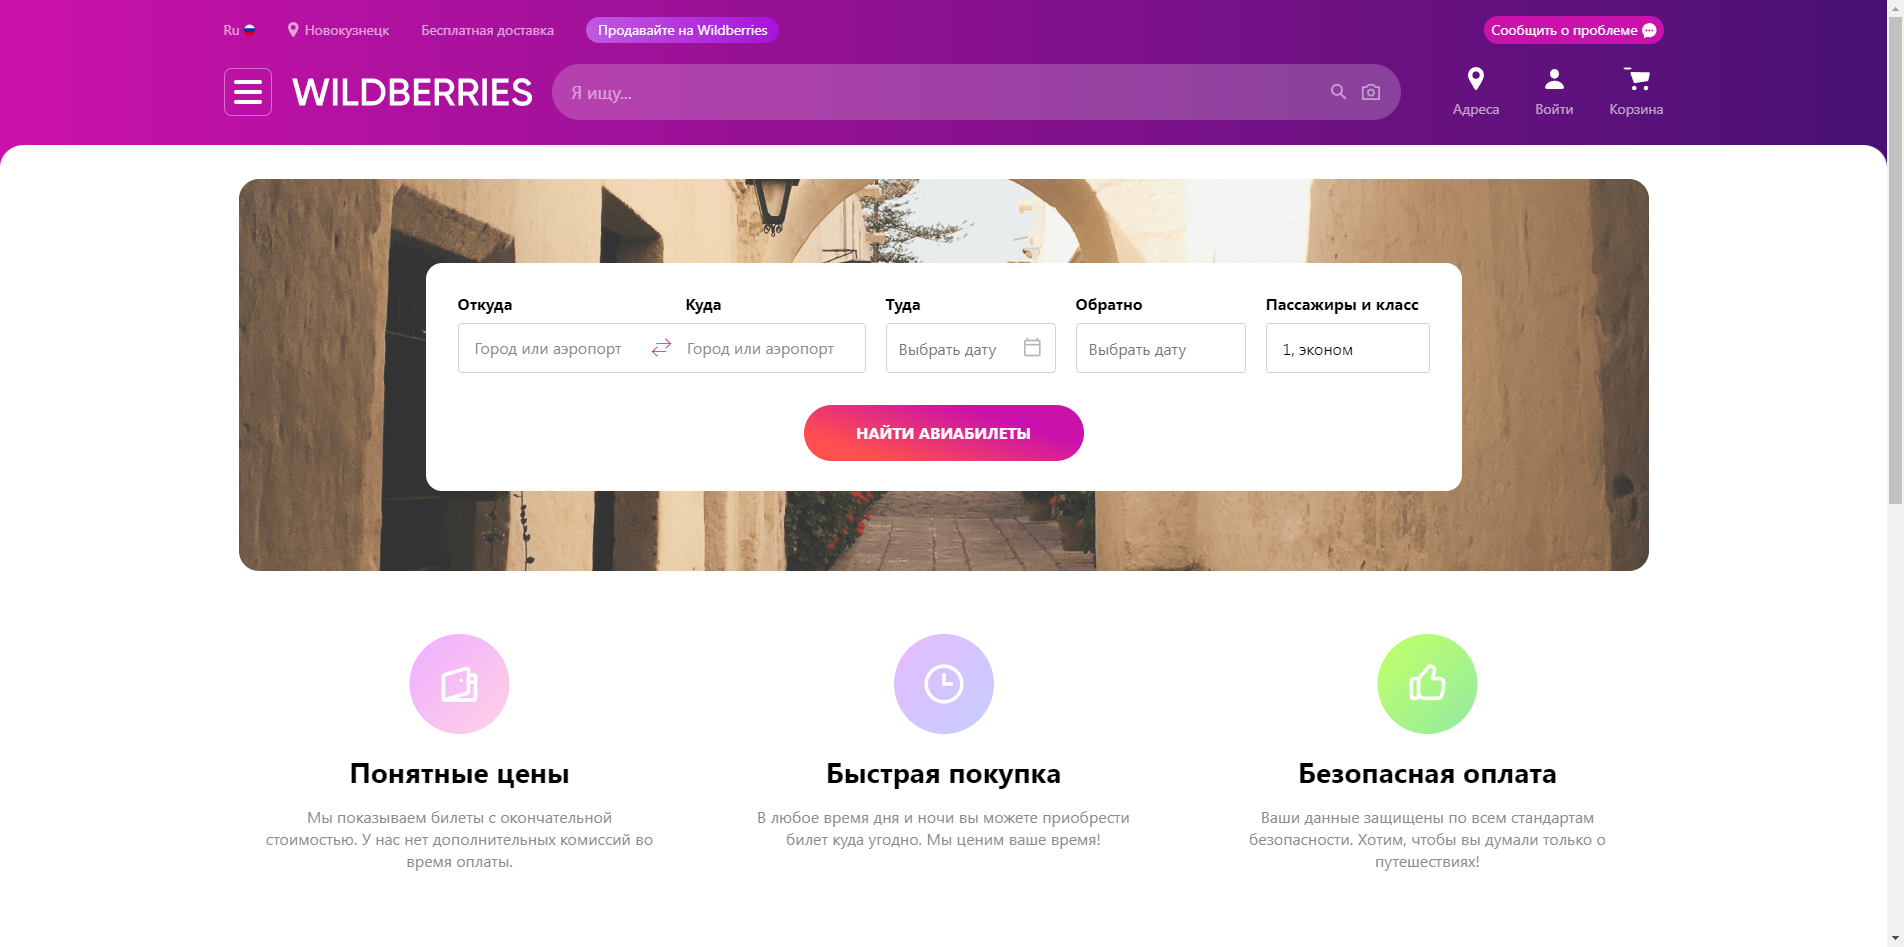 Ru Новокузнецк Бесплатная доставка Продавайте на Wildberries Сообщить о проблеме
WILDBERRIES Я ищу... Адреса Войти Корзина
Откуда Куда Туда Обратно Пассажиры и класс
Город или аэропорт Город или аэропорт Выбрать дату Выбрать дату 1, эконом
НАЙТИ АВИАБИЛЕТЫ
Понятные цены
Мы показываем билеты с окончательной
стоимостью. У нас нет дополнительных комиссий во
время оплаты.
Быстрая покупка
В любое время дня и ночи вы можете приобрести
билет куда угодно. Мы ценим ваше время!
Безопасная оплата
Ваши данные защищены по всем стандартам
безопасности. Хотим, чтобы вы думали только о
путешествиях!